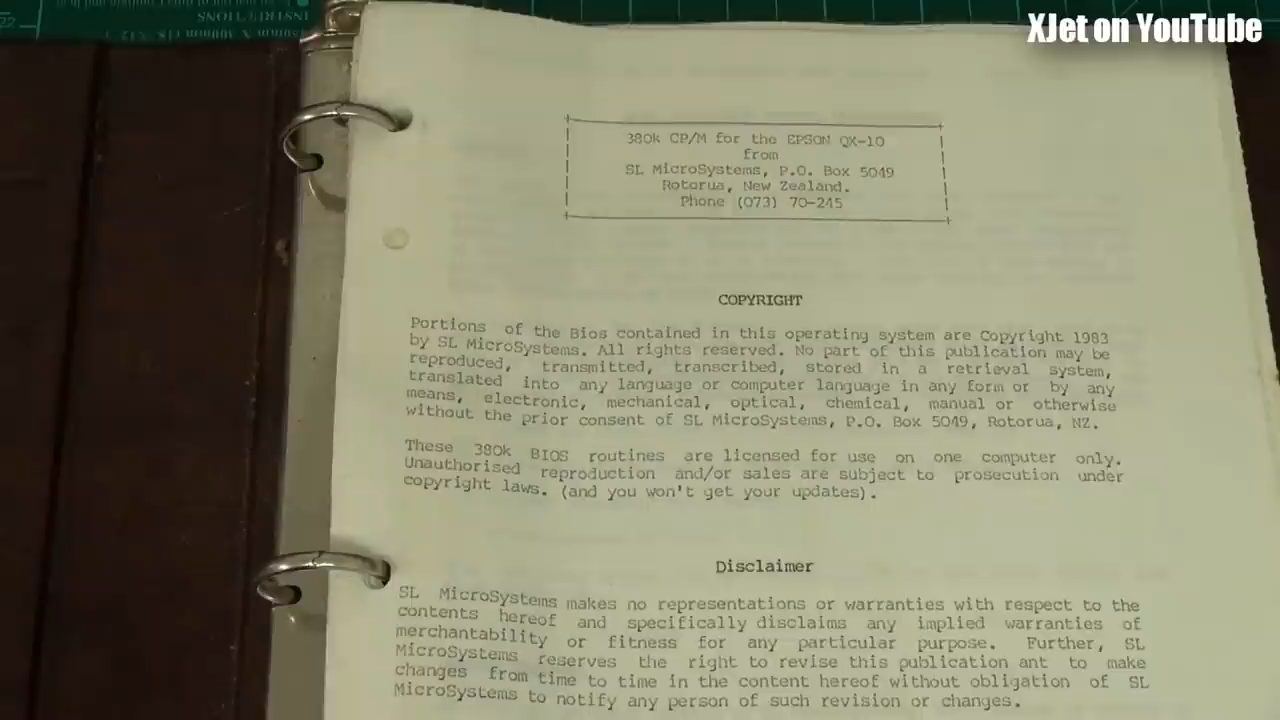 XJet on YouTube
INSTRUCTIONS
380k CP/M for the EPSON QX-10
from
SL MicroSystems, P.O. Box 5049
Rotorua, New Zealand.
Phone (073) 70-245
COPYRIGHT
Portions of the Bios contained in this operating system are Copyright 1983
by SL MicroSystems. All rights reserved. No part of this publication may be
reproduced, transmitted, transcribed, stored in a retrieval system,
translated into any language or computer language in any form or by any
means, electronic, mechanical, optical, chemical, manual or otherwise
without the prior consent of SL MicroSystems, P.O. Box 5049, Rotorua, NZ.
These 380k BIOS routines are licensed for use on one computer only.
Unauthorised reproduction and/or sales are subject to prosecution under
copyright laws. (and you won't get your updates).
Disclaimer
SL MicroSystems makes no representations or warranties with respect to the
contents hereof and specifically disclaims any implied warranties of
merchantability or fitness for any particular purpose. Further, SL
MicroSystems reserves the right to revise this publication ant to make
changes from time to time in the content hereof without obligation of SL
MicroSystems to notify any person of such revision or changes.